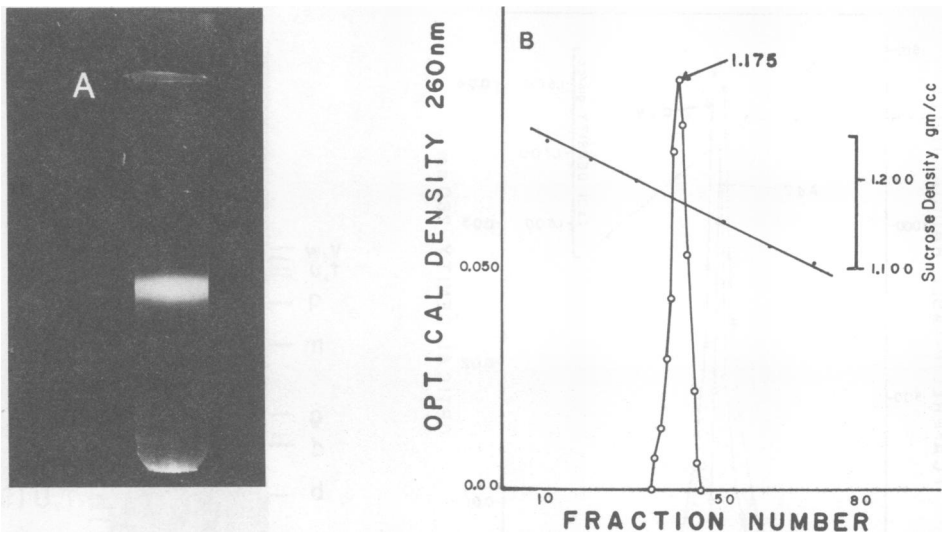 A
B
1.175
OPTICAL DENSITY 260nm
0.050
0.00
10
50
80
FRACTION NUMBER
1.200
1.100
Sucrose Density gm/cc